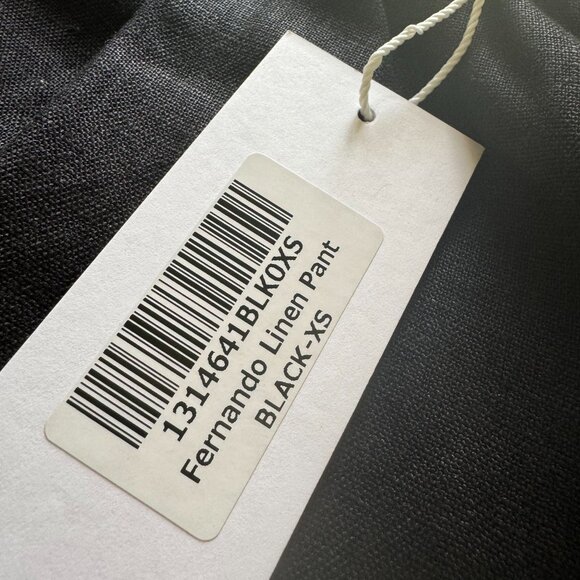 1314641BLK0XS
Fernando Linen Pant
BLACK-XS